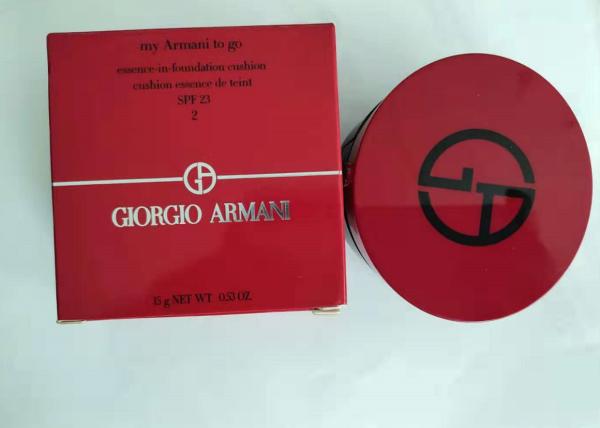 my Armani to go
essence-in-foundation cushion
cushion essence de teint
SPF 23
2
GIORGIO ARMANI
15 g NET WT 0.53 OZ.